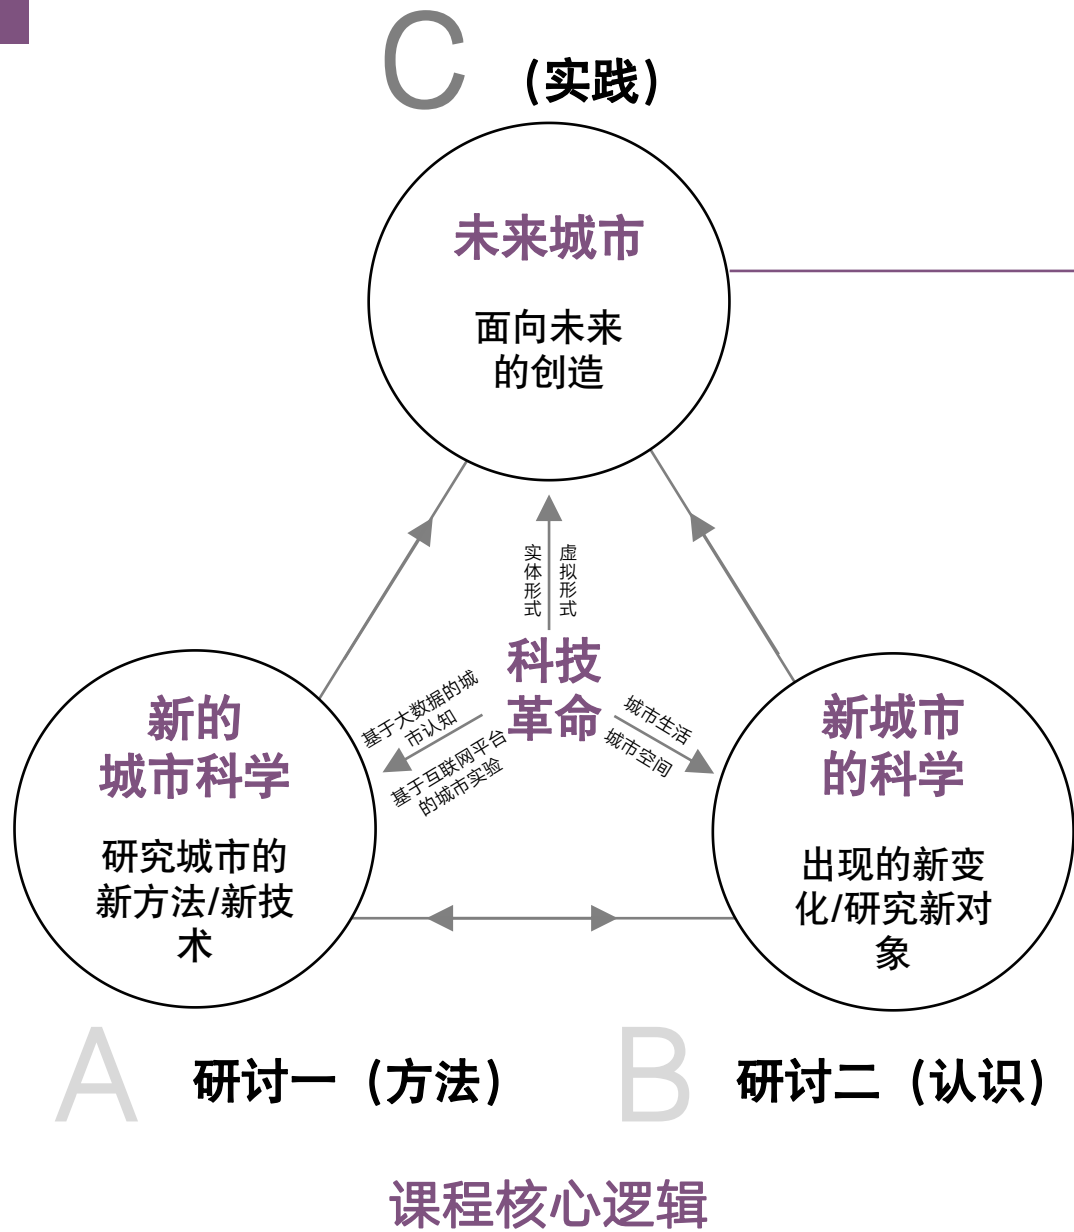 C （实践）
未来城市
面向未来
的创造
实体形式
虚拟形式
科技
革命
基于大数据的城
市认知
基于互联网平台
的城市实验
城市生活
城市空间
新的
城市科学
研究城市的
新方法/新技
术
新城市
的科学
出现的新变
化/研究新对
象
A 研讨一（方法）
B 研讨二（认识）
课程核心逻辑